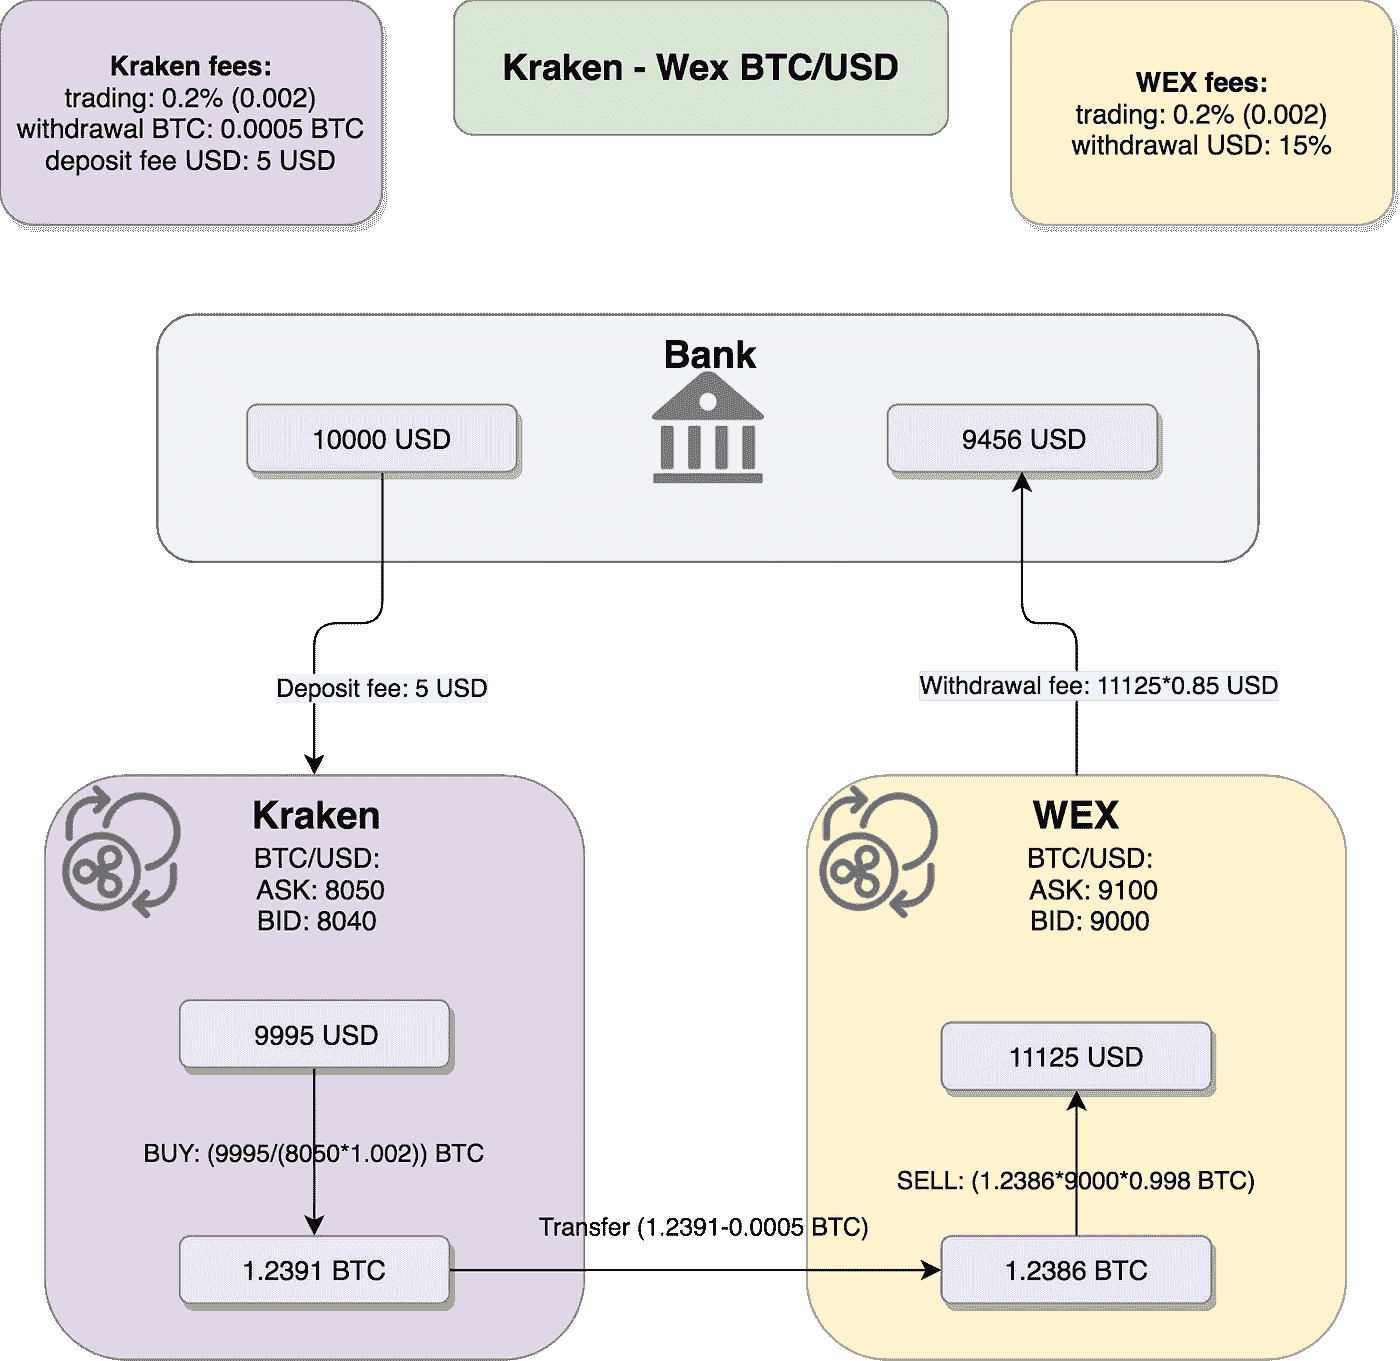 Kraken fees:
trading: 0.2% (0.002)
withdrawal BTC: 0.0005 BTC
deposit fee USD: 5 USD
Kraken - Wex BTC/USD
WEX fees:
trading: 0.2% (0.002)
withdrawal USD: 15%
Bank
10000 USD
9456 USD
Deposit fee: 5 USD
Withdrawal fee: 11125*0.85 USD
Kraken
BTC/USD:
ASK: 8050
BID: 8040
WEX
BTC/USD:
ASK: 9100
BID: 9000
9995 USD
11125 USD
BUY: (9995/(8050*1.002)) BTC
SELL: (1.2386*9000*0.998 BTC)
Transfer (1.2391-0.0005 BTC)
1.2391 BTC
1.2386 BTC